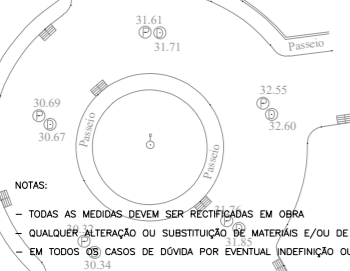 31.61
P D
31.71
Passeio
32.55
P
D
32.60
30.69
P
D
30.67
Passeio
Passeio
NOTAS:
- TODAS AS MEDIDAS DEVEM SER RECTIFICADAS EM OBRA
31.76
- QUALQUER ALTERAÇÃO OU SUBSTITUIÇÃO DE MATERIAIS E/OU DE
31.85
- EM TODOS OS CASOS DE DÚVIDA POR EVENTUAL INDEFINIÇÃO OU
30.34